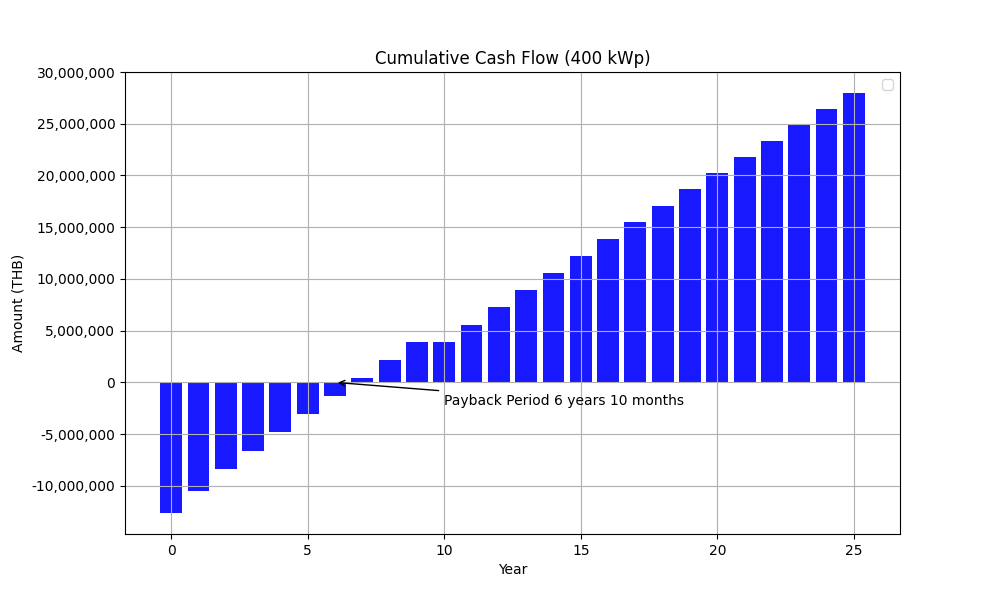 Cumulative Cash Flow (400 kWp)
30,000,000
25,000,000
20,000,000
15,000,000
10,000,000
5,000,000
0
-5,000,000
-10,000,000
Amount (THB)
Payback Period 6 years 10 months
0 5 10 15 20 25
Year